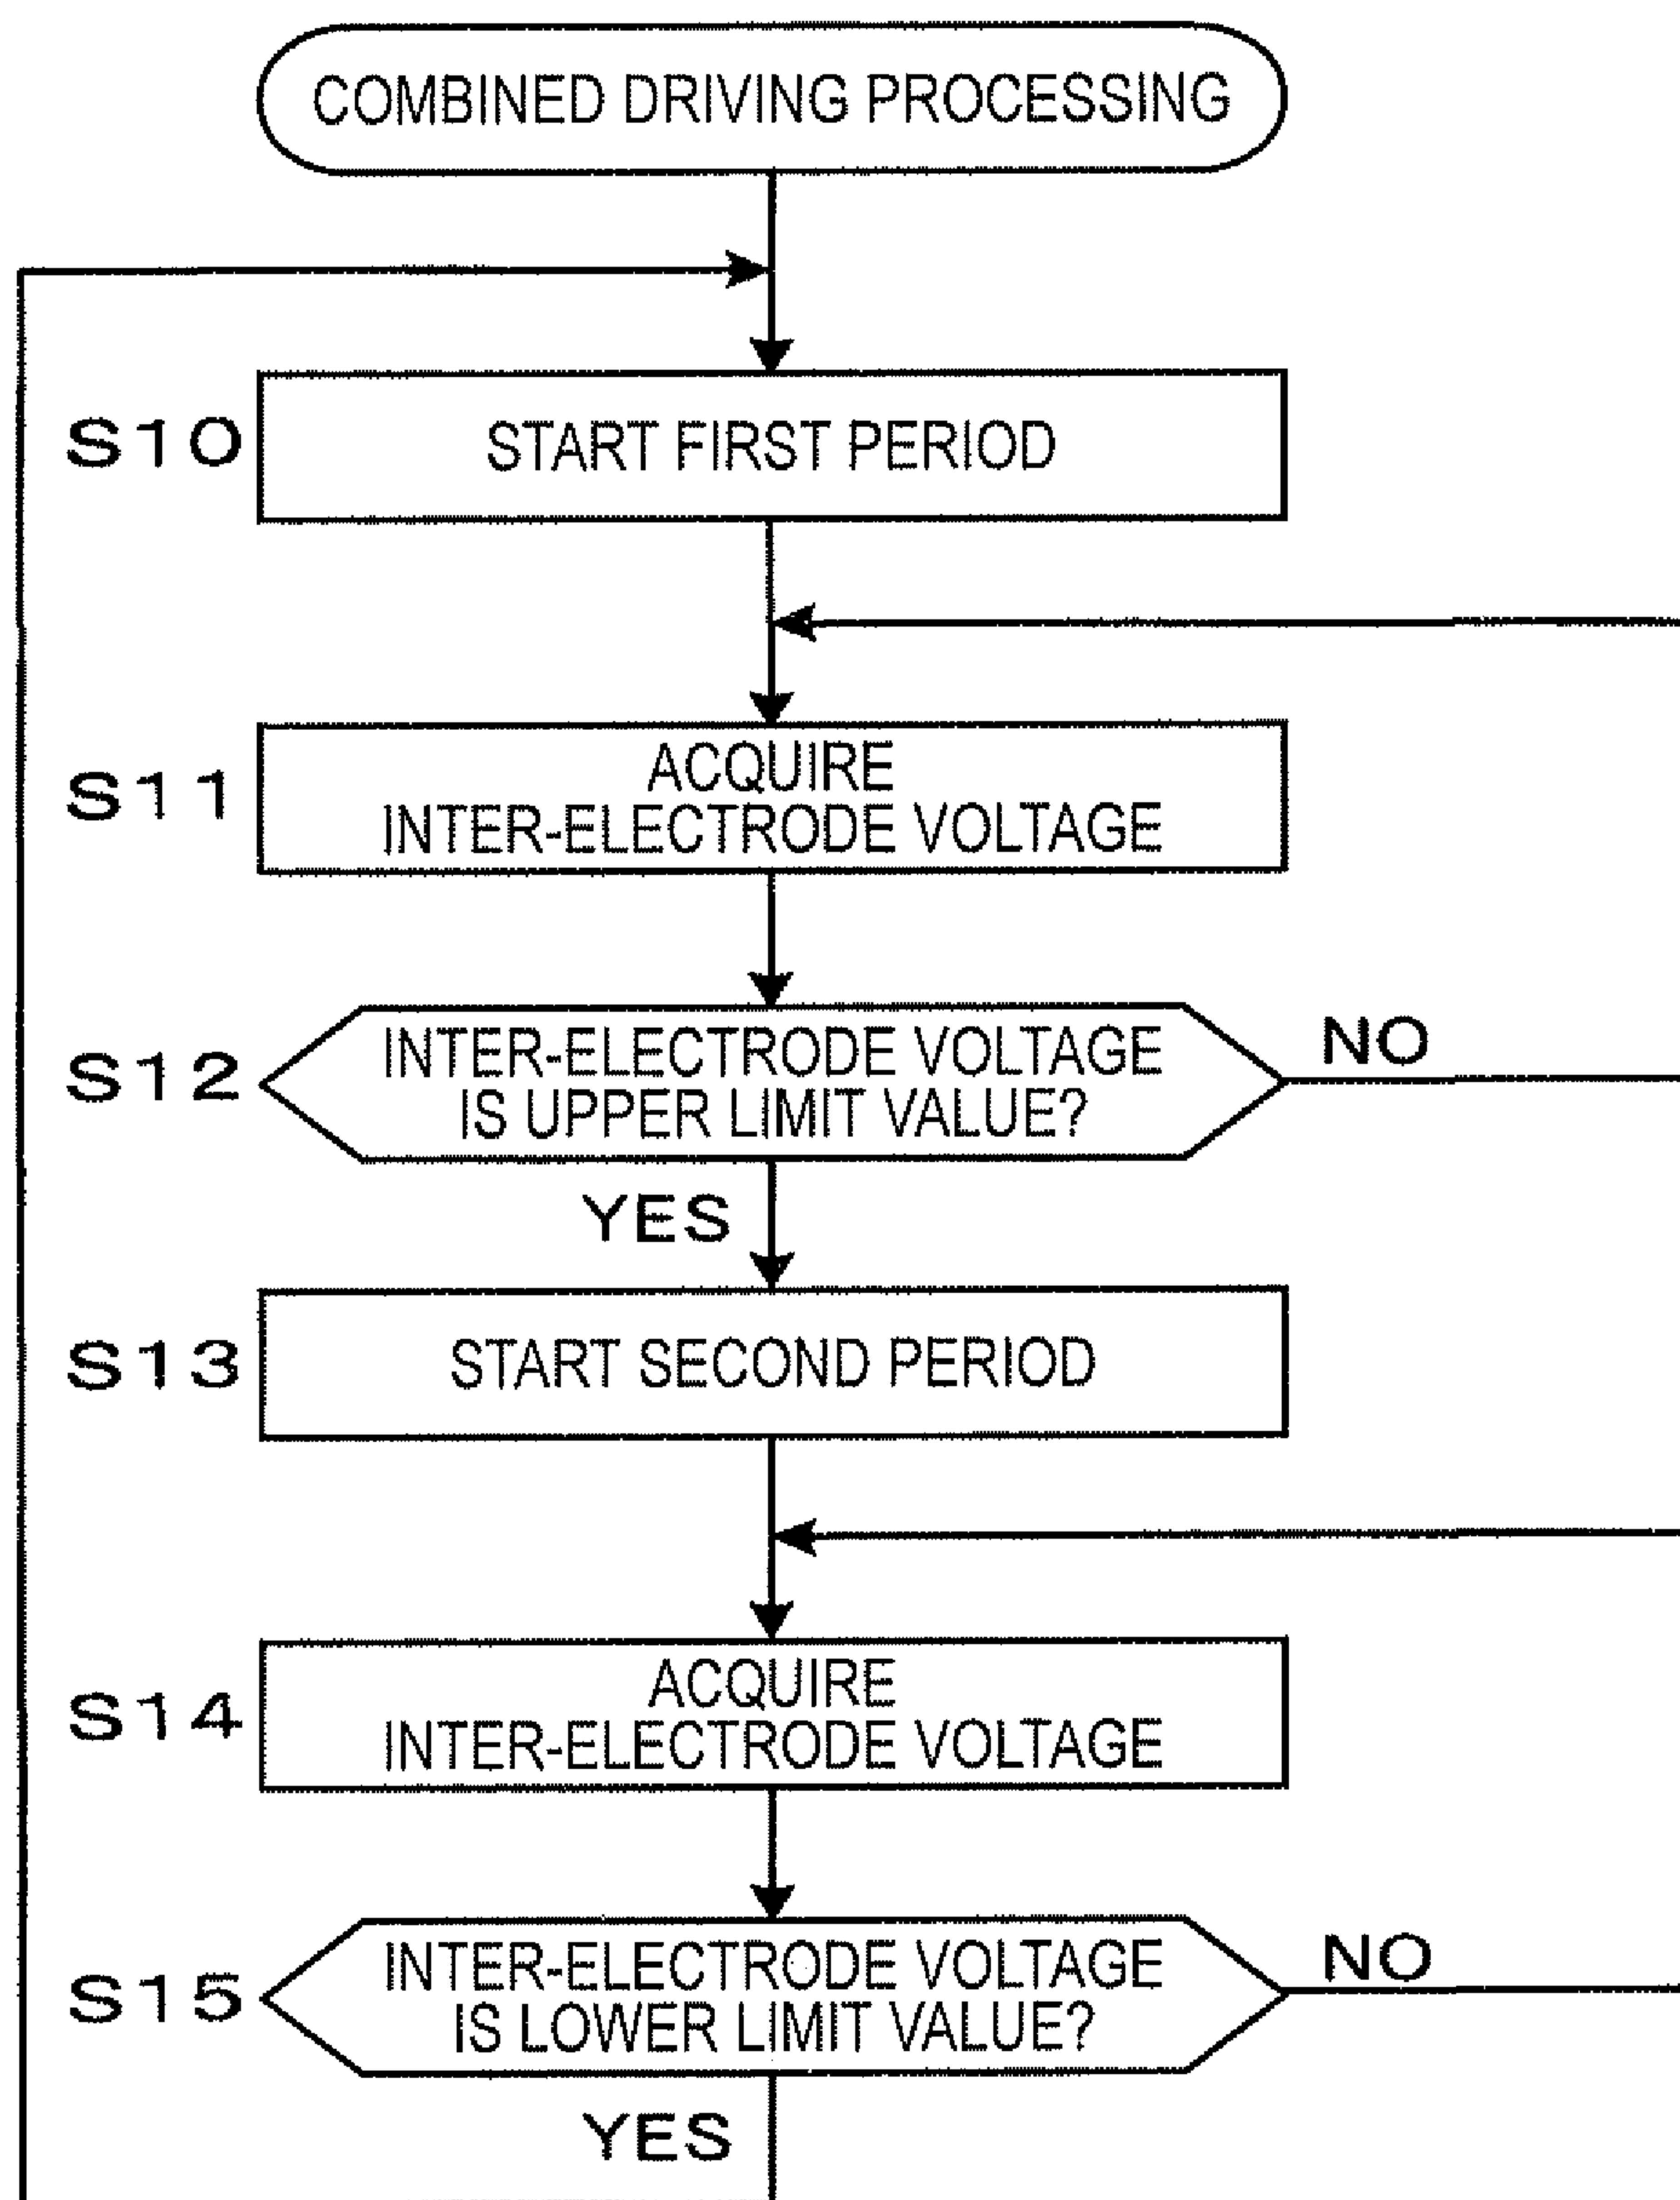 COMBINED DRIVING PROCESSING
S10
START FIRST PERIOD
S11
ACQUIRE
INTER-ELECTRODE VOLTAGE
S12
INTER-ELECTRODE VOLTAGE
IS UPPER LIMIT VALUE?
NO
YES
S13
START SECOND PERIOD
S14
ACQUIRE
INTER-ELECTRODE VOLTAGE
S15
INTER-ELECTRODE VOLTAGE
IS LOWER LIMIT VALUE?
NO
YES